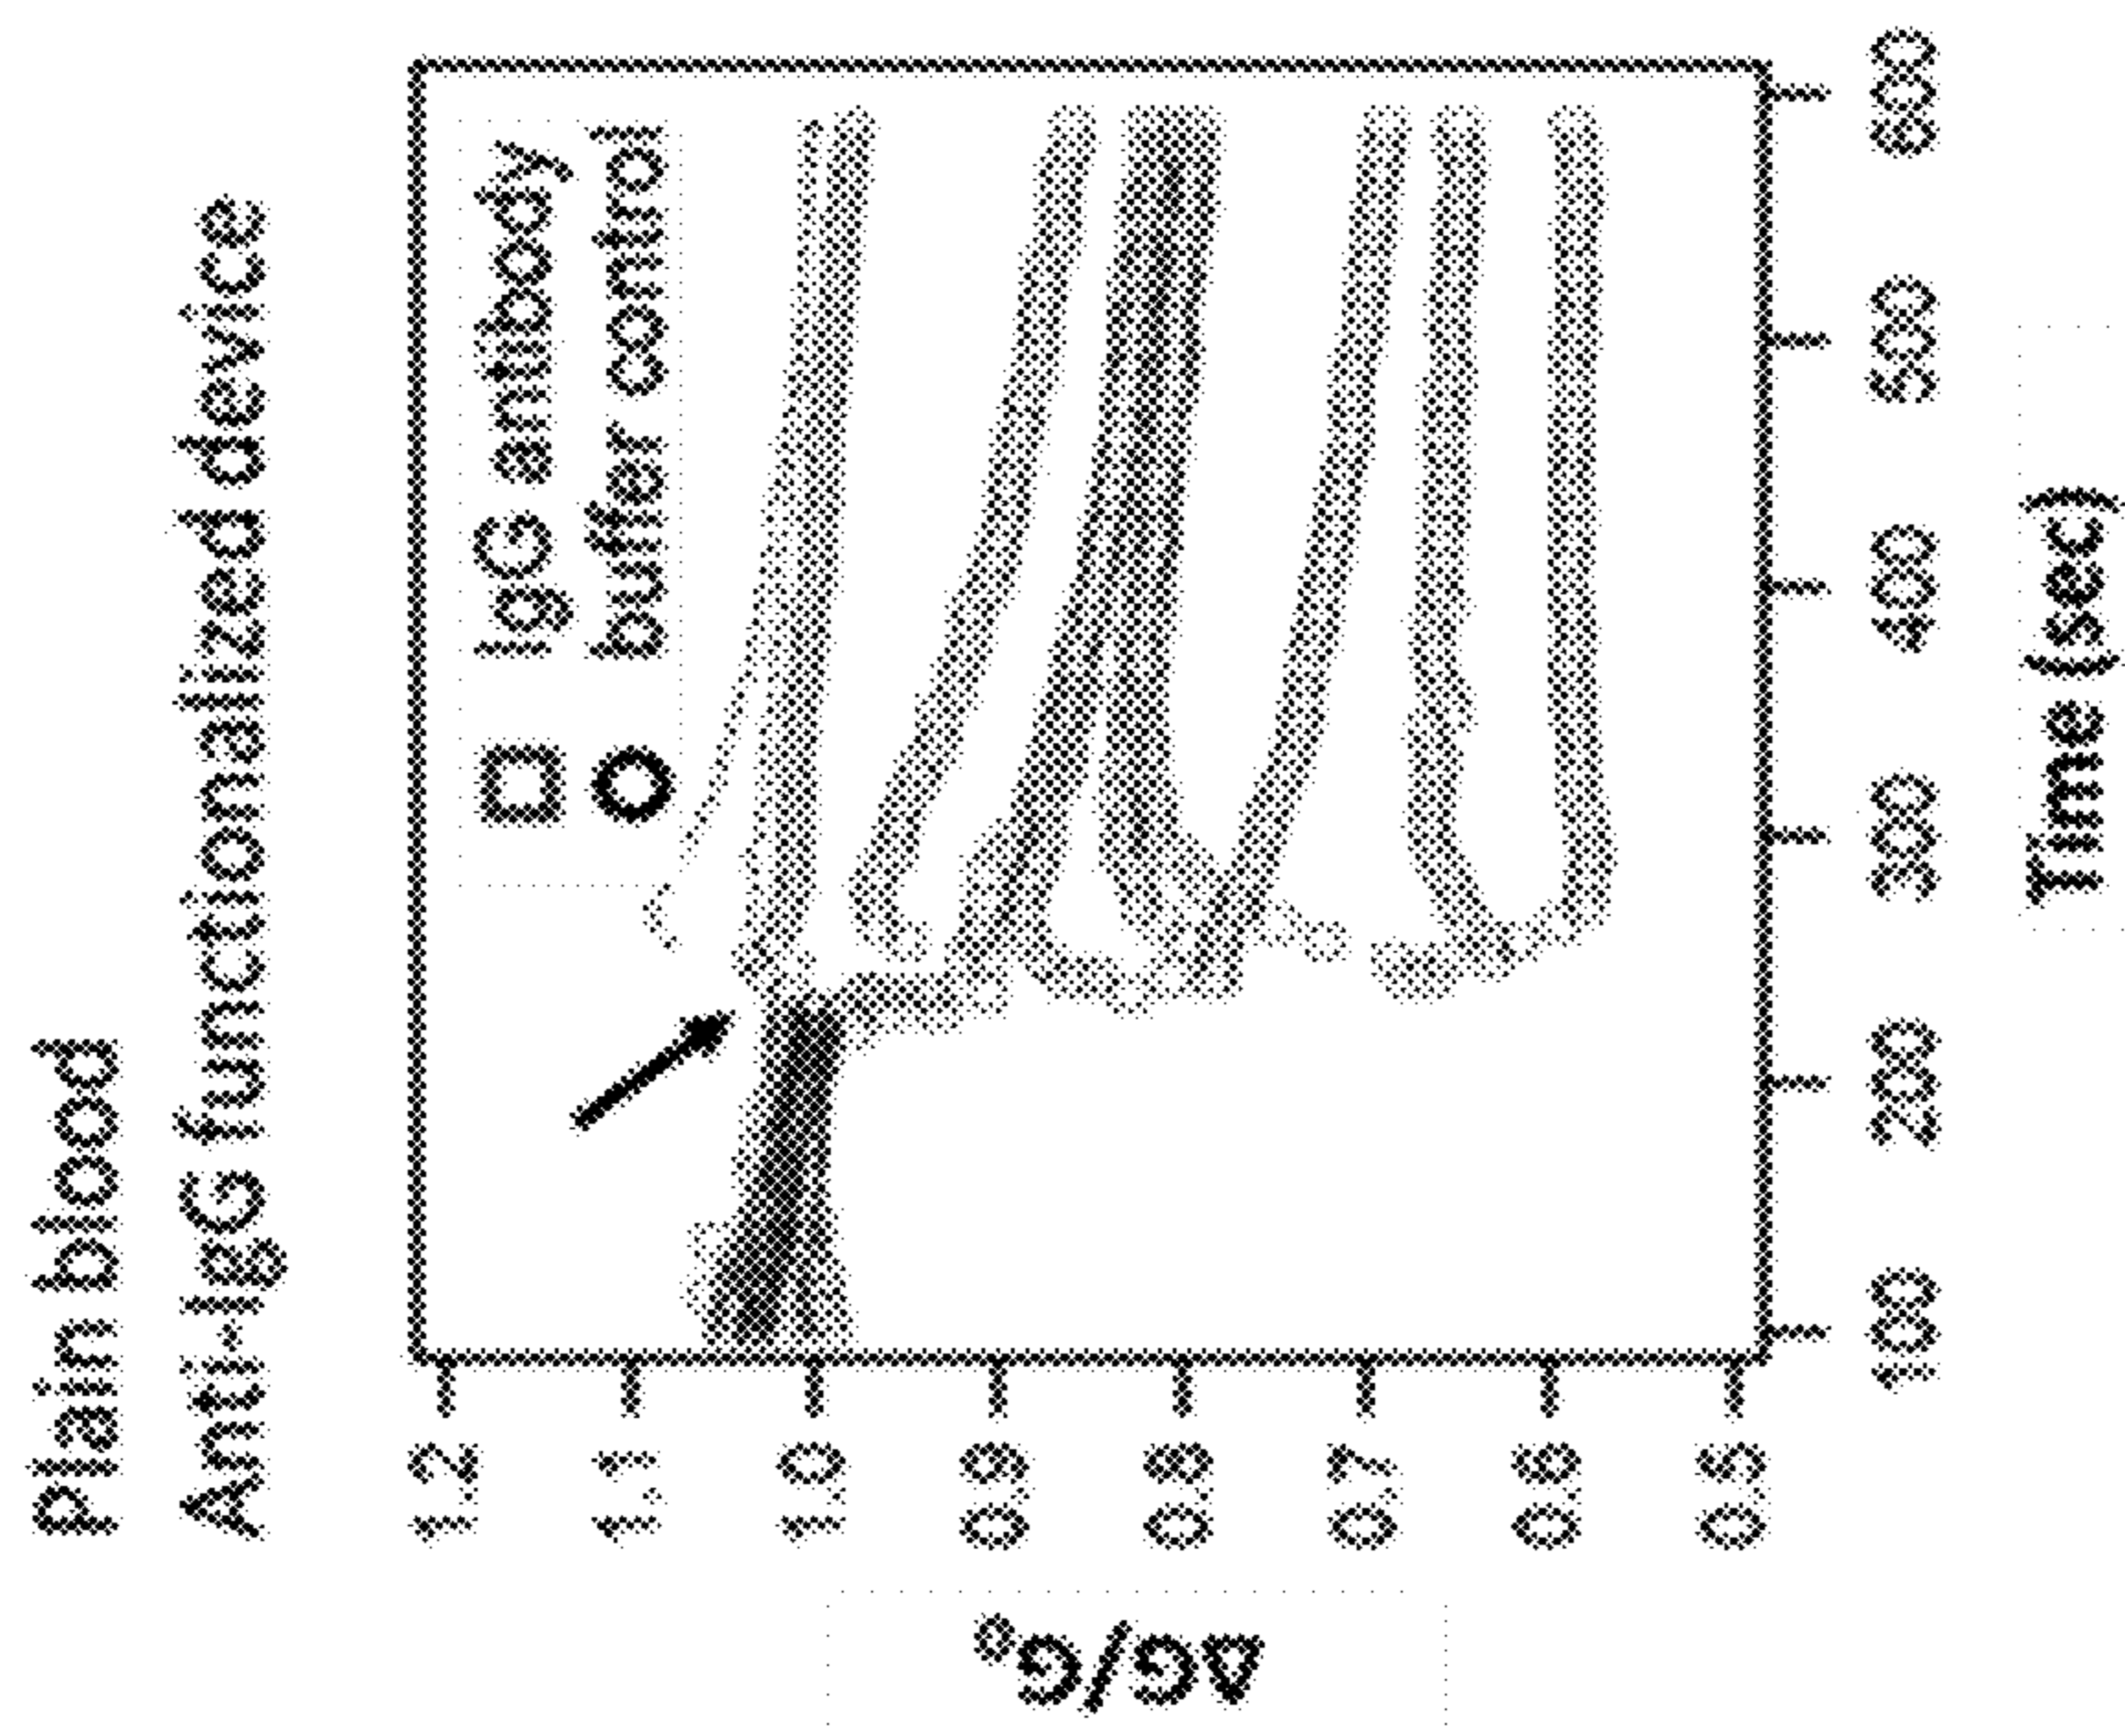 Plain blood
Anti-IgG functionalized device
IgG antibody
buffer control
1.2
1.1
1.0
0.9
0.8
0.7
0.6
0.5
ΔG/G₀
100 200 300 400 500 600
Time (sec)